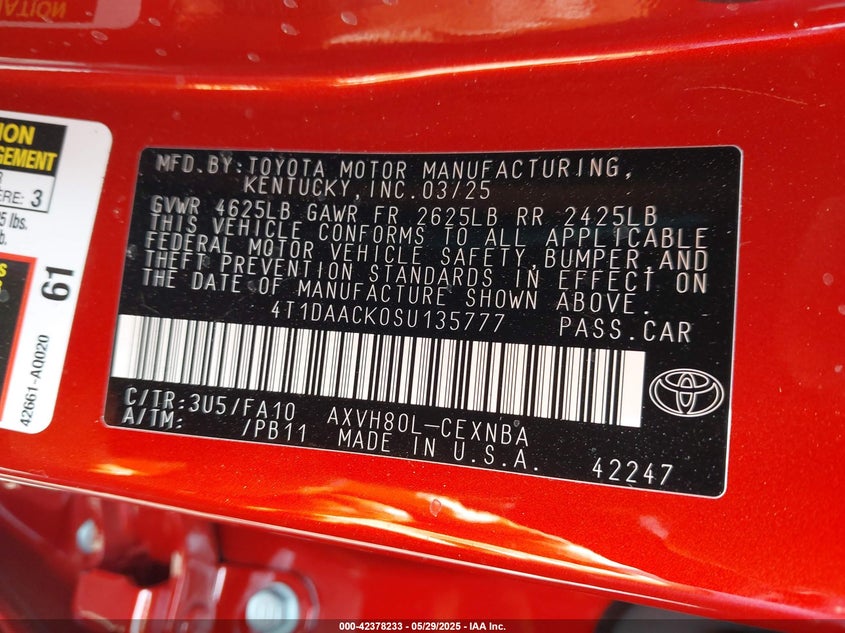 MFD.BY:TOYOTA MOTOR MANUFACTURING,
KENTUCKY,INC.03/25
GVWR 4625LB GAWR FR 2625LB RR 2425LB
THIS VEHICLE CONFORMS TO ALL APPLICABLE
FEDERAL MOTOR VEHICLE SAFETY,BUMPER,AND
THEFT PREVENTION STANDARDS IN EFFECT ON
THE DATE OF MANUFACTURE SHOWN ABOVE.
4T1DAACK0SU135777 PASS.CAR
C/TR:3U5/FA10 AXVH80L-CEXNBA
A/TM: /PB11 MADE IN U.S.A.
42247
ERE: 3
lbs.
61
42661-A0020
000-42378233 - 05/29/2025 - IAA Inc.